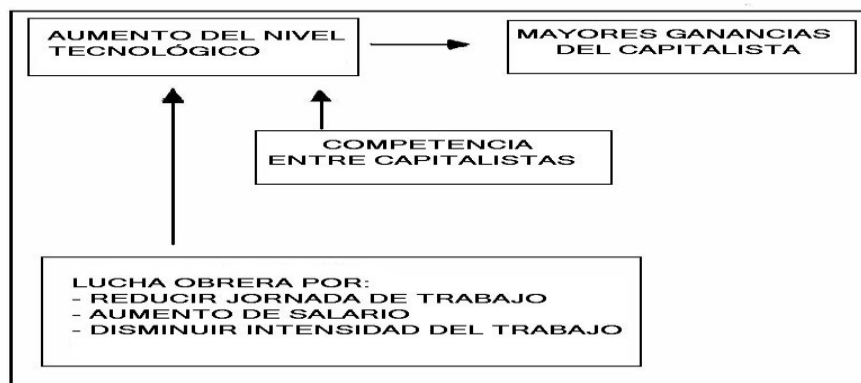 AUMENTO DEL NIVEL
TECNOLÓGICO
MAYORES GANANCIAS
DEL CAPITALISTA
COMPETENCIA
ENTRE CAPITALISTAS
LUCHA OBRERA POR:
- REDUCIR JORNADA DE TRABAJO
- AUMENTO DE SALARIO
- DISMINUIR INTENSIDAD DEL TRABAJO